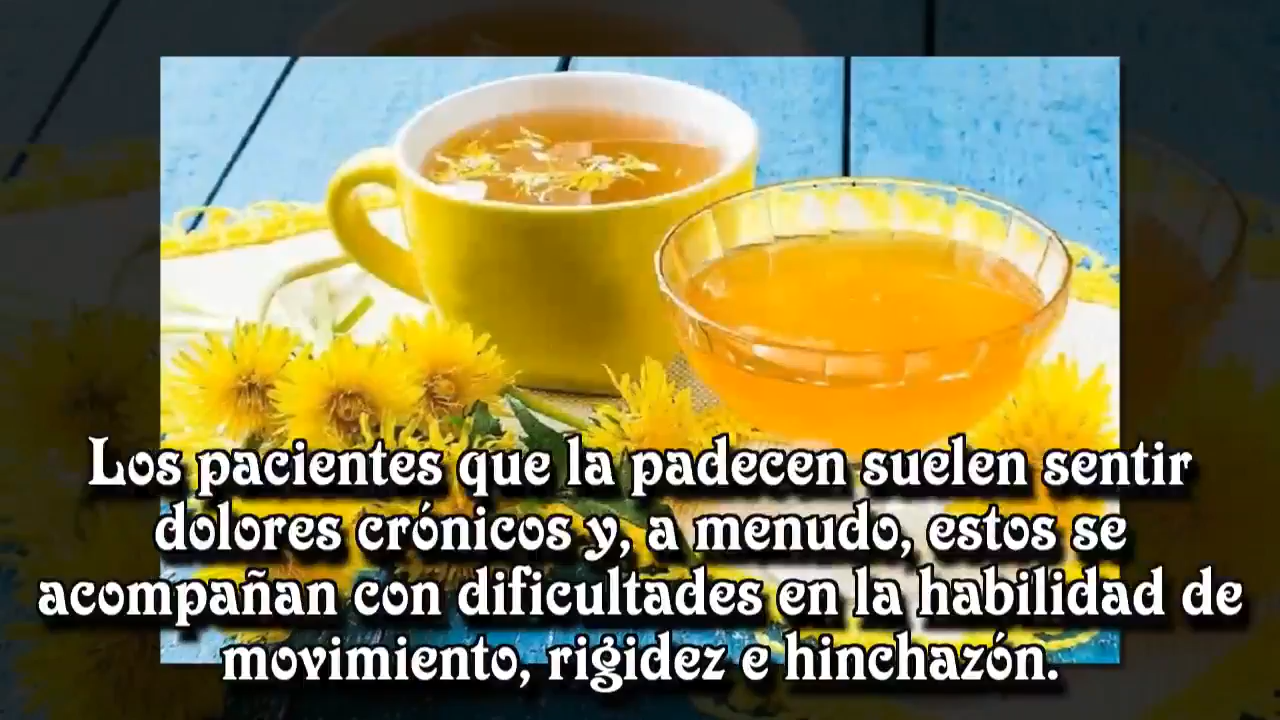 Los pacientes que la padecen suelen sentir
dolores crónicos y, a menudo, estos se
acompañan con dificultades en la habilidad de
movimiento, rigidez e hinchazón.